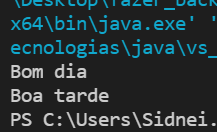 \Desktop\fazer_back
x64\bin\java.exe' '
ecnologias\java\vs_
Bom dia
Boa tarde
PS C:\Users\Sidnei.